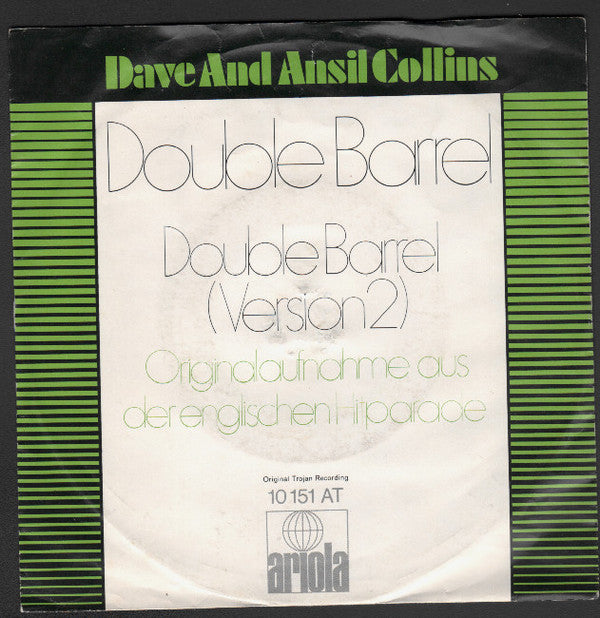 Dave And Ansil Collins
Double Barrel
Double Barrel
(Version 2)
Originalaufnahme aus
der englischen Hitparade
Original Trojan Recording
10 151 AT
ariola